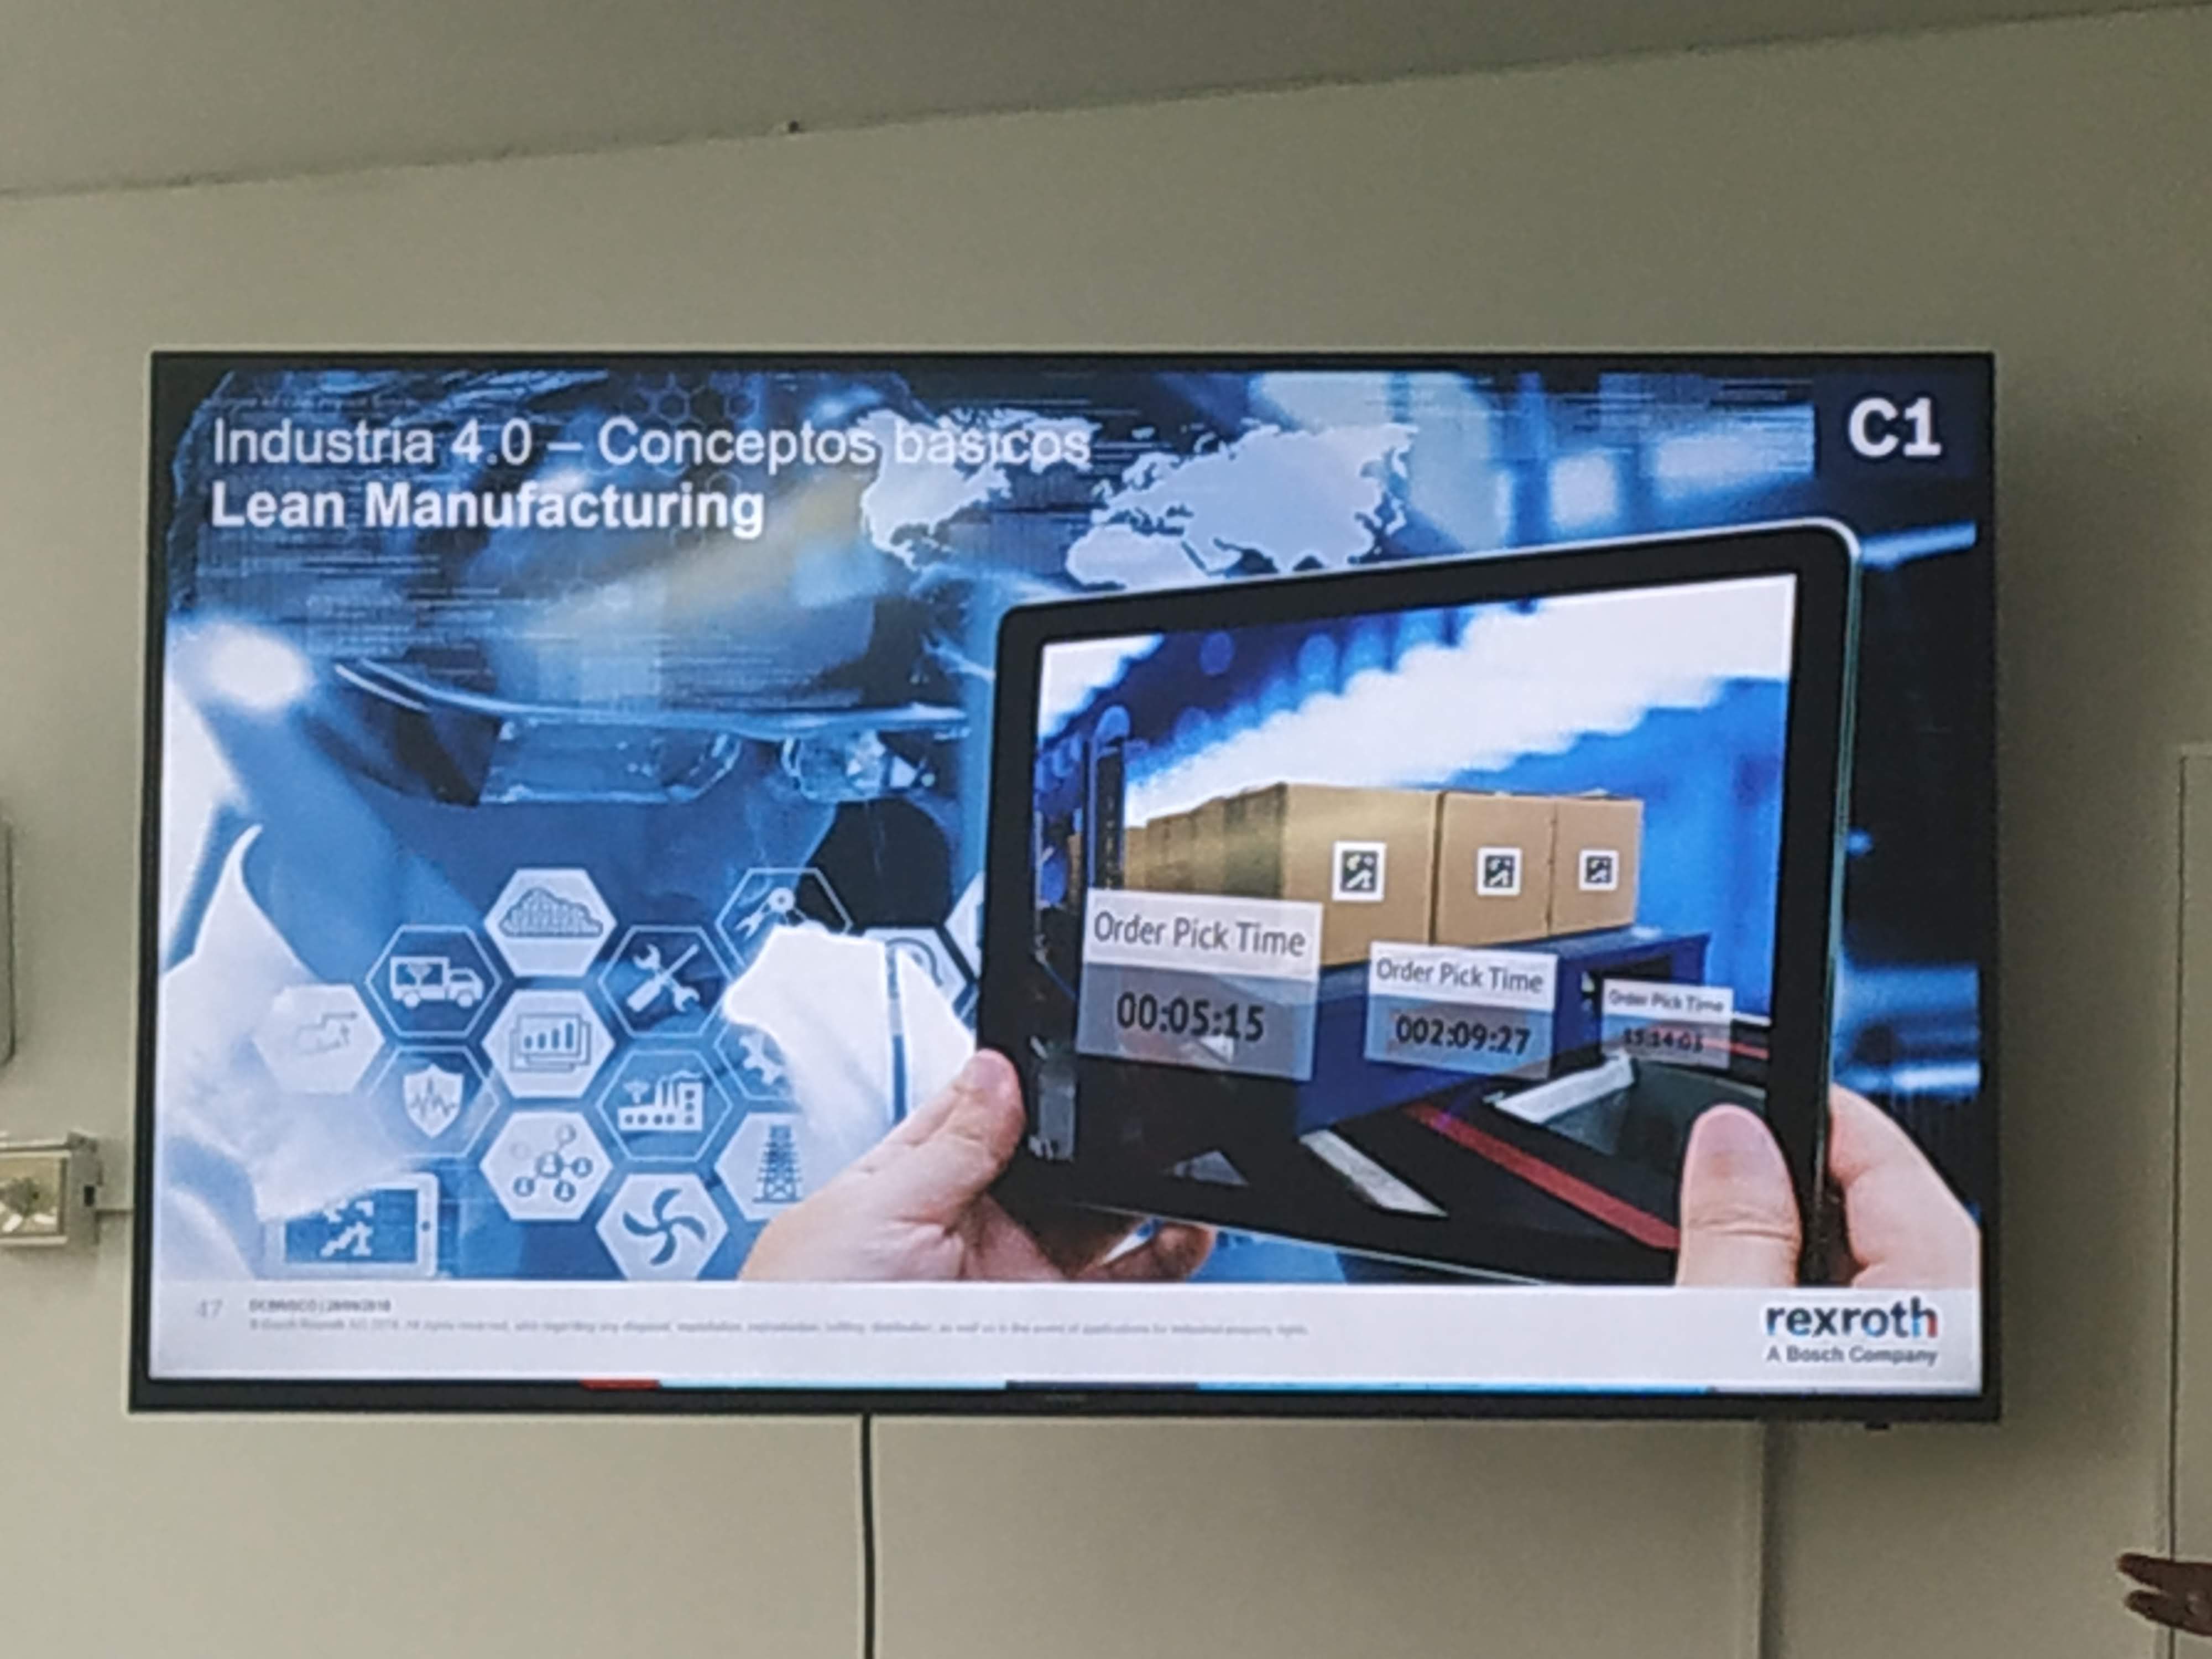 Industria 4.0 – Conceptos básicos
Lean Manufacturing
C1
Order Pick Time
00:05:15
Order Pick Time
002:09:27
Order Pick Time
47
rexroth
A Bosch Company